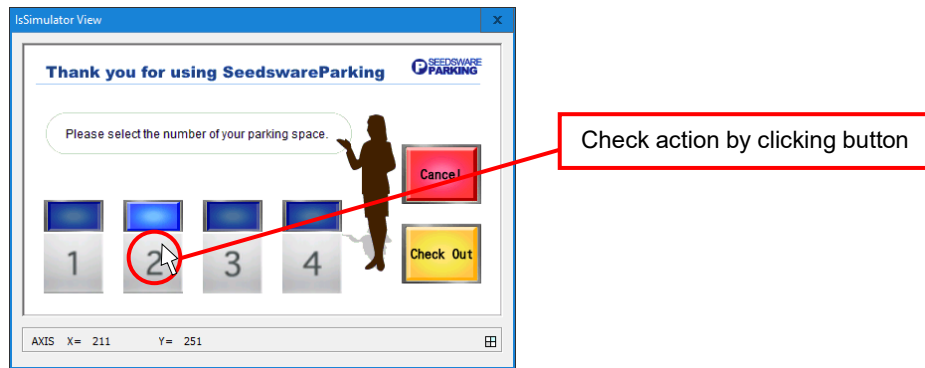 IsSimulator View
x
Thank you for using SeedswareParking
P SEEDSWARE
PARKING
Please select the number of your parking space.
Check action by clicking button
Cancel
1
2
3
4
Check Out
AXIS X= 211 Y= 251